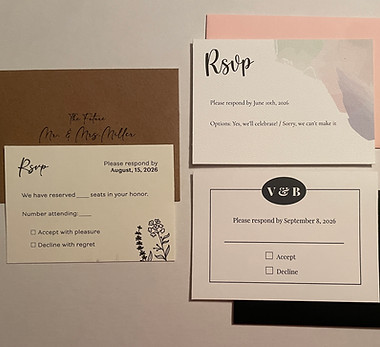 The Future
Mr. & Mrs Miller
Rsvp
Please respond by
August, 15, 2026
We have reserved ____ seats in your honor.
Number attending:____
☐ Accept with pleasure
☐ Decline with regret
Rsvp
Please respond by June 10th, 2026
Options: Yes, we'll celebrate! / Sorry, we can't make it
V & B
Please respond by September 8, 2026
☐ Accept
☐ Decline